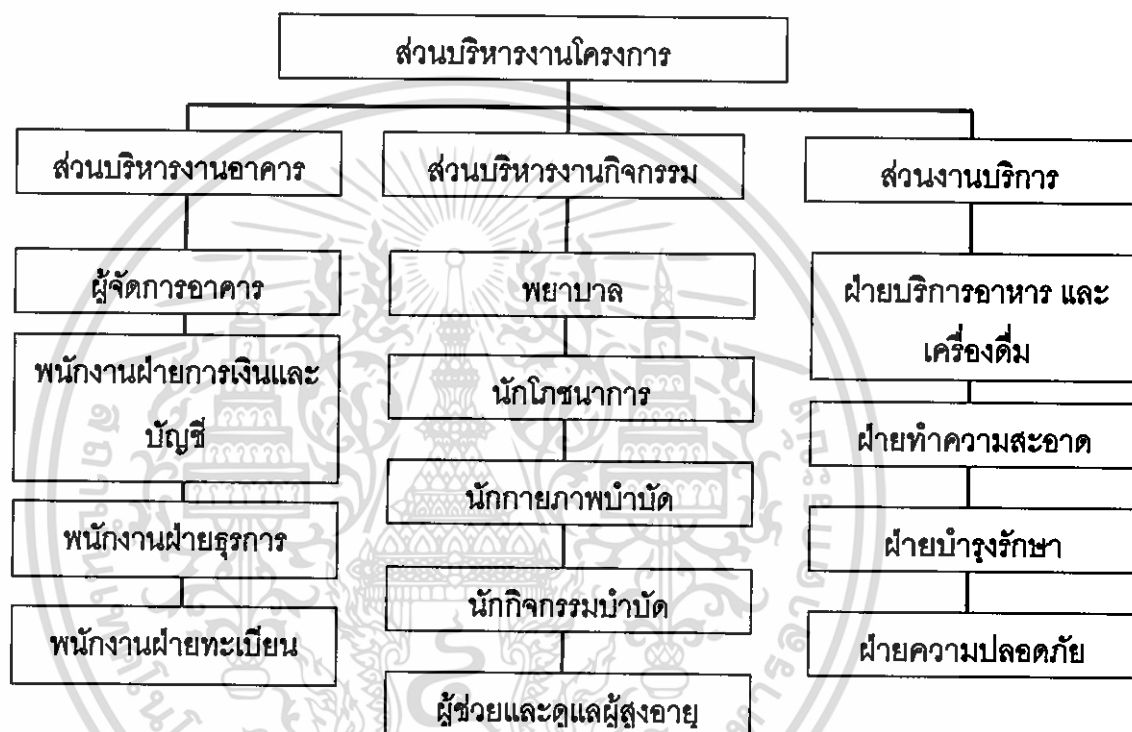 ส่วนบริหารงานโครงการ
ส่วนบริหารงานอาคาร
ส่วนบริหารงานกิจกรรม
ส่วนงานบริการ
ผู้จัดการอาคาร
พนักงานฝ่ายการเงินและ
บัญชี
พนักงานฝ่ายธุรการ
พนักงานฝ่ายทะเบียน
พยาบาล
นักโภชนาการ
นักกายภาพบำบัด
นักกิจกรรมบำบัด
ผู้ช่วยและดูแลผู้สูงอายุ
ฝ่ายบริการอาหาร และ
เครื่องดื่ม
ฝ่ายทำความสะอาด
ฝ่ายบำรุงรักษา
ฝ่ายความปลอดภัย